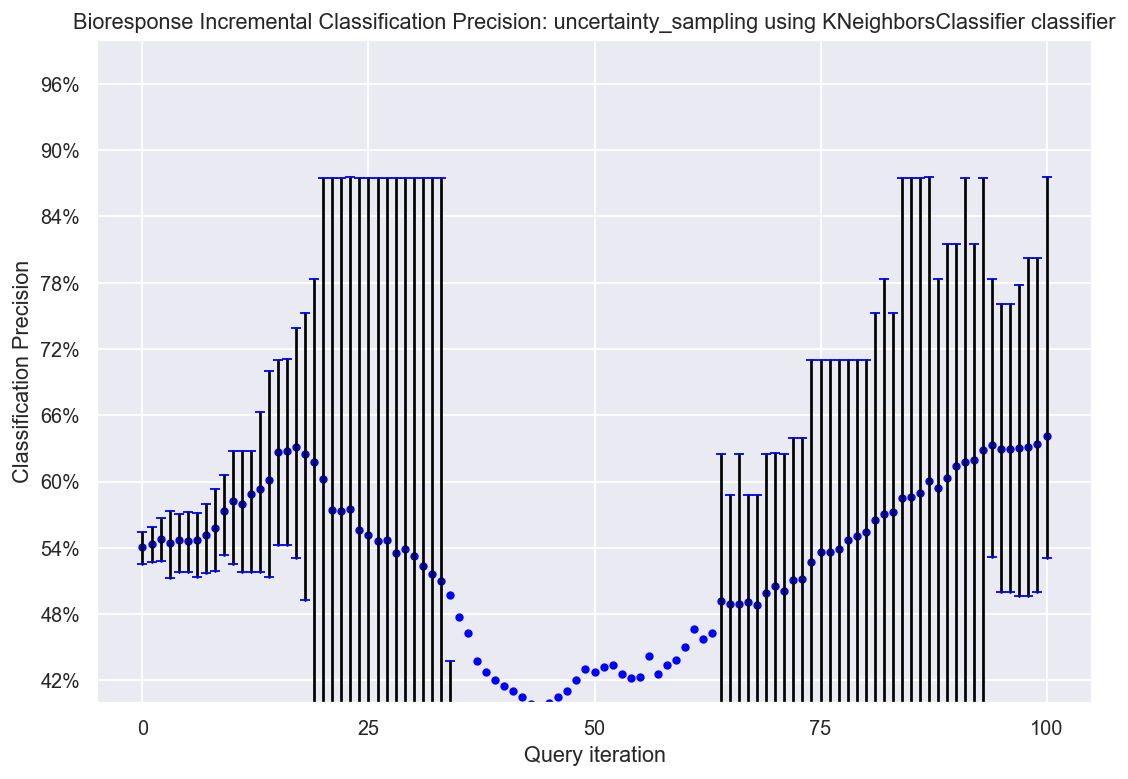 Bioresponse Incremental Classification Precision: uncertainty_sampling using KNeighborsClassifier classifier
96%
90%
84%
78%
72%
66%
60%
54%
48%
42%
Classification Precision
0 25 50 75 100
Query iteration